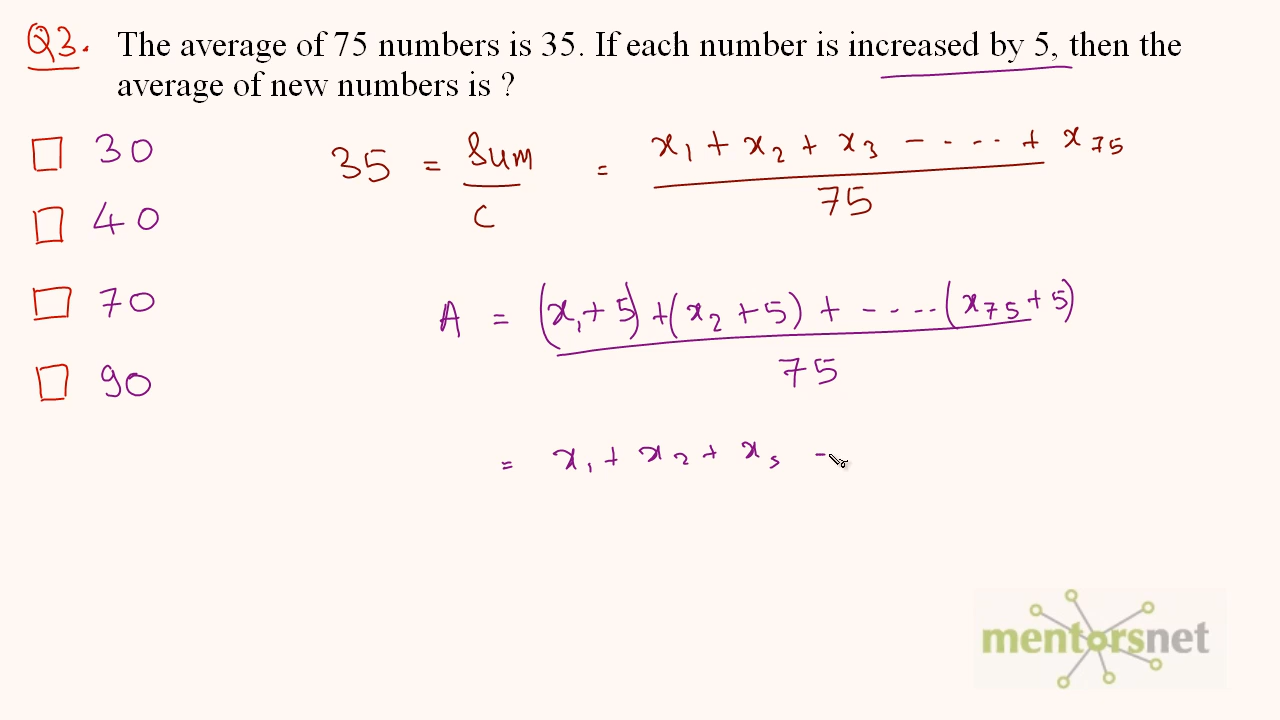 Q3. The average of 75 numbers is 35. If each number is increased by 5, then the
average of new numbers is ?
30
35 = Sum / C = x₁ + x₂ + x₃ - - - - - + x₇₅ / 75
40
A = (x₁ + 5) + (x₂ + 5) + - - - - (x₇₅ + 5) / 75
70
90
= x₁ + x₂ + x₃ -
mentorsnet